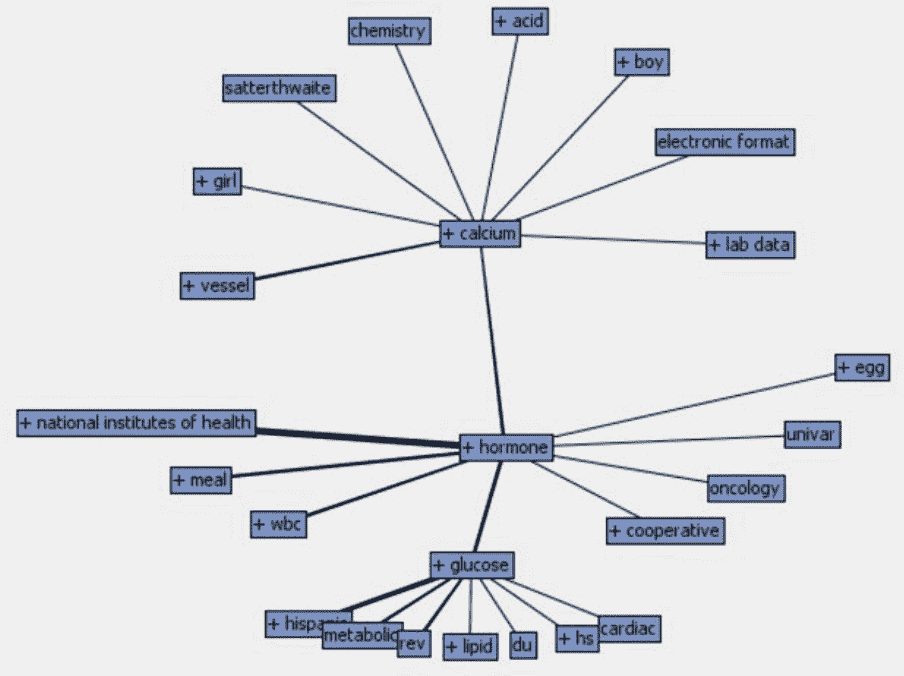 + acid
chemistry
+ boy
satterthwaite
electronic format
+ girl
+ calcium
+ lab data
+ vessel
+ egg
+ national institutes of health
univar
+ hormone
+ meal
oncology
+ wbc
+ cooperative
+ glucose
+ hispanic
metabolic
rev
+ lipid
du
+ hs
cardiac